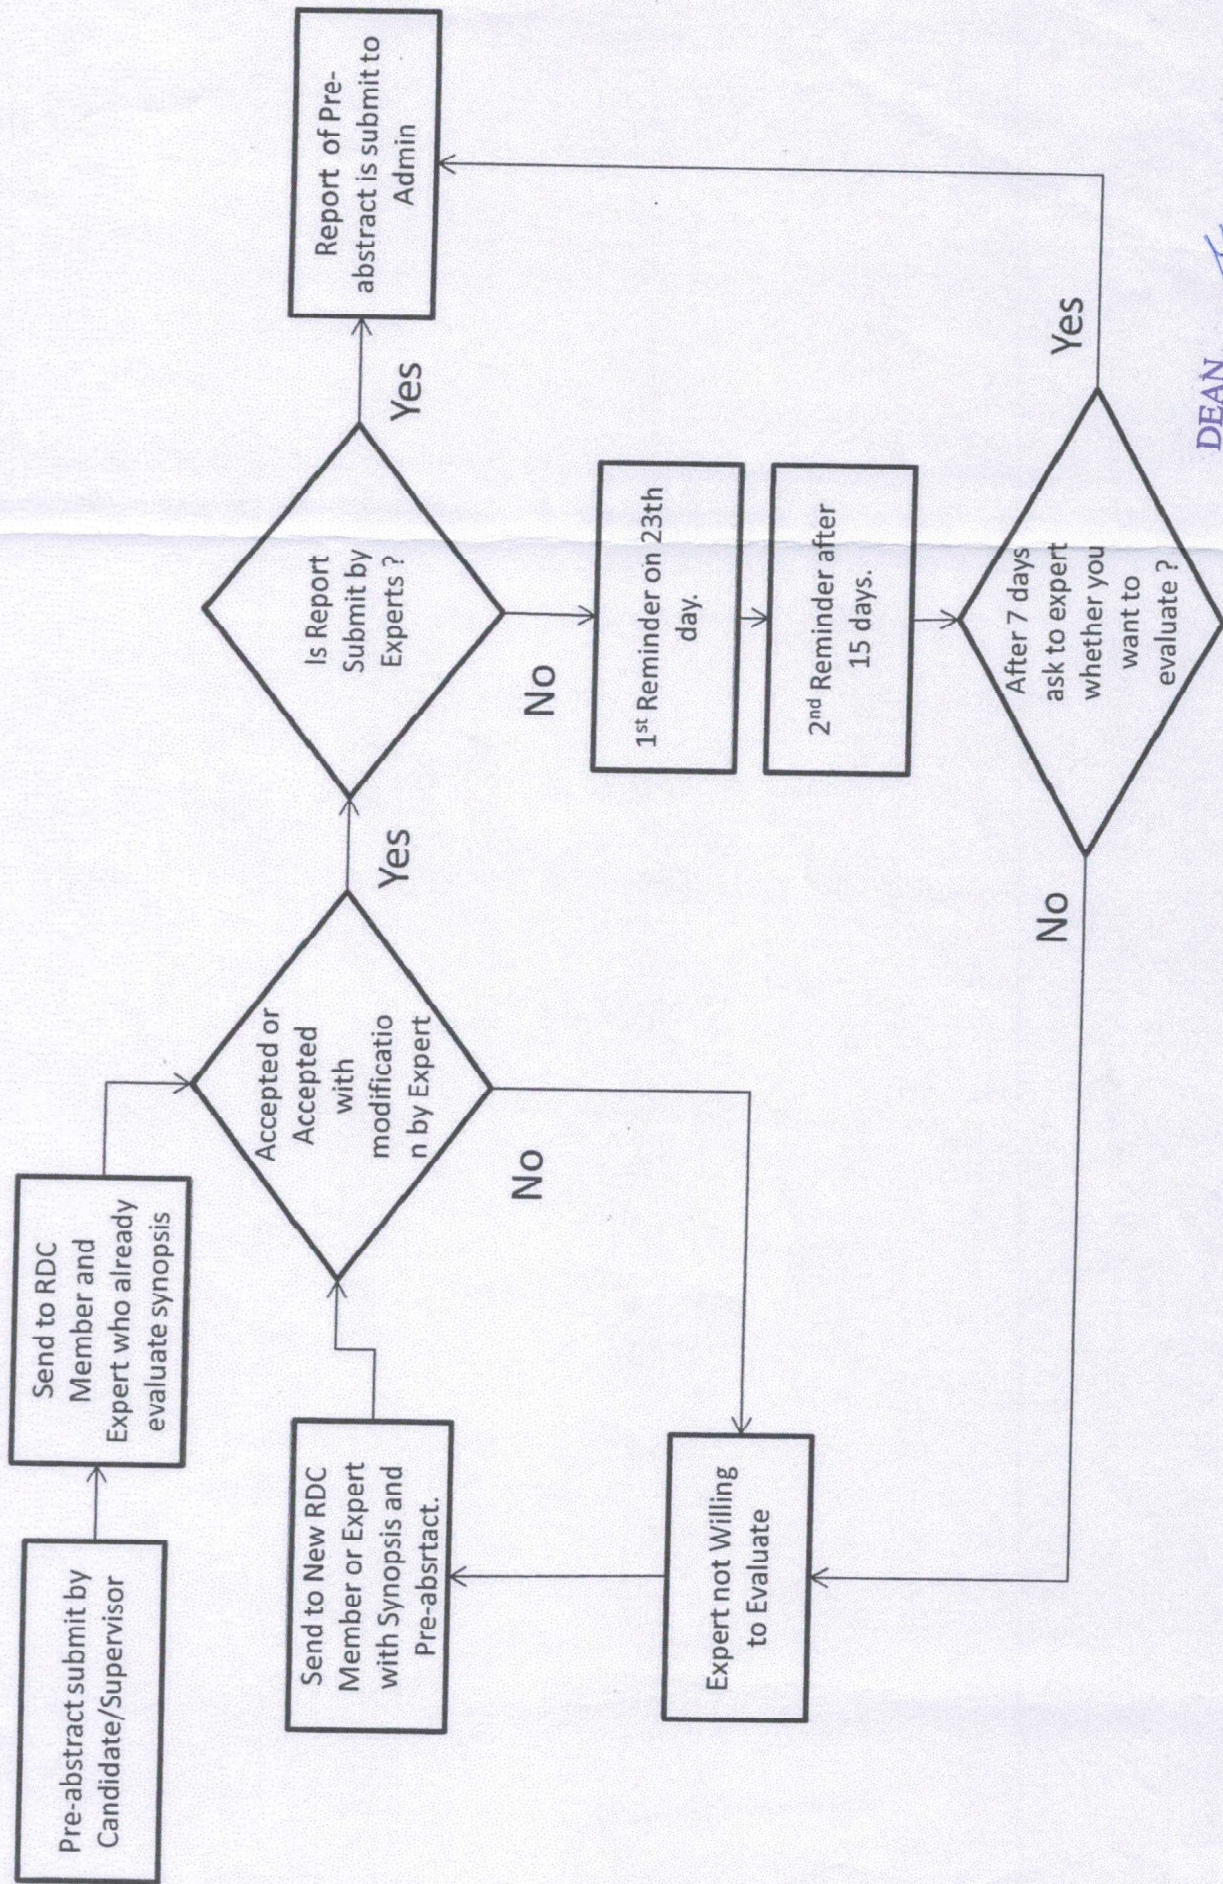 Pre-abstract submit by
Candidate/Supervisor
Send to RDC
Member and
Expert who already
evaluate synopsis
Send to New RDC
Member or Expert
with Synopsis and
Pre-absrtact.
Accepted or
Accepted
with
modificatio
n by Expert
Yes
No
Expert not Willing
to Evaluate
Is Report
Submit by
Experts ?
Yes
No
Report of Pre-
abstract is submit to
Admin
1st Reminder on 23th
day.
2nd Reminder after
15 days.
After 7 days
ask to expert
whether you
want to
evaluate ?
Yes
No
DEAN